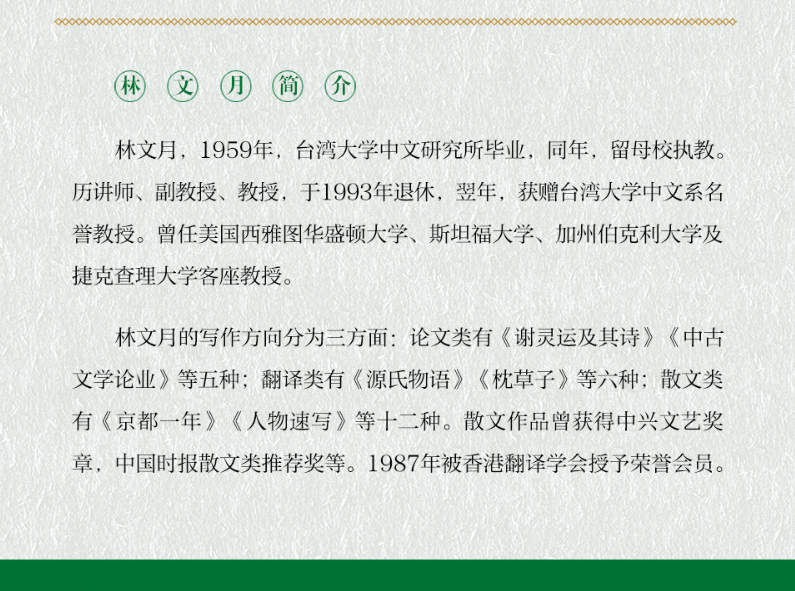 林文月简介
林文月，1959年，台湾大学中文研究所毕业，同年，留母校执教。
历讲师、副教授、教授，于1993年退休，翌年，获赠台湾大学中文系名
誉教授。曾任美国西雅图华盛顿大学、斯坦福大学、加州伯克利大学及
捷克查理大学客座教授。
林文月的写作方向分为三方面：论文类有《谢灵运及其诗》《中古
文学论业》等五种；翻译类有《源氏物语》《枕草子》等六种；散文类
有《京都一年》《人物速写》等十二种。散文作品曾获得中兴文艺奖
章，中国时报散文类推荐奖等。1987年被香港翻译学会授予荣誉会员。